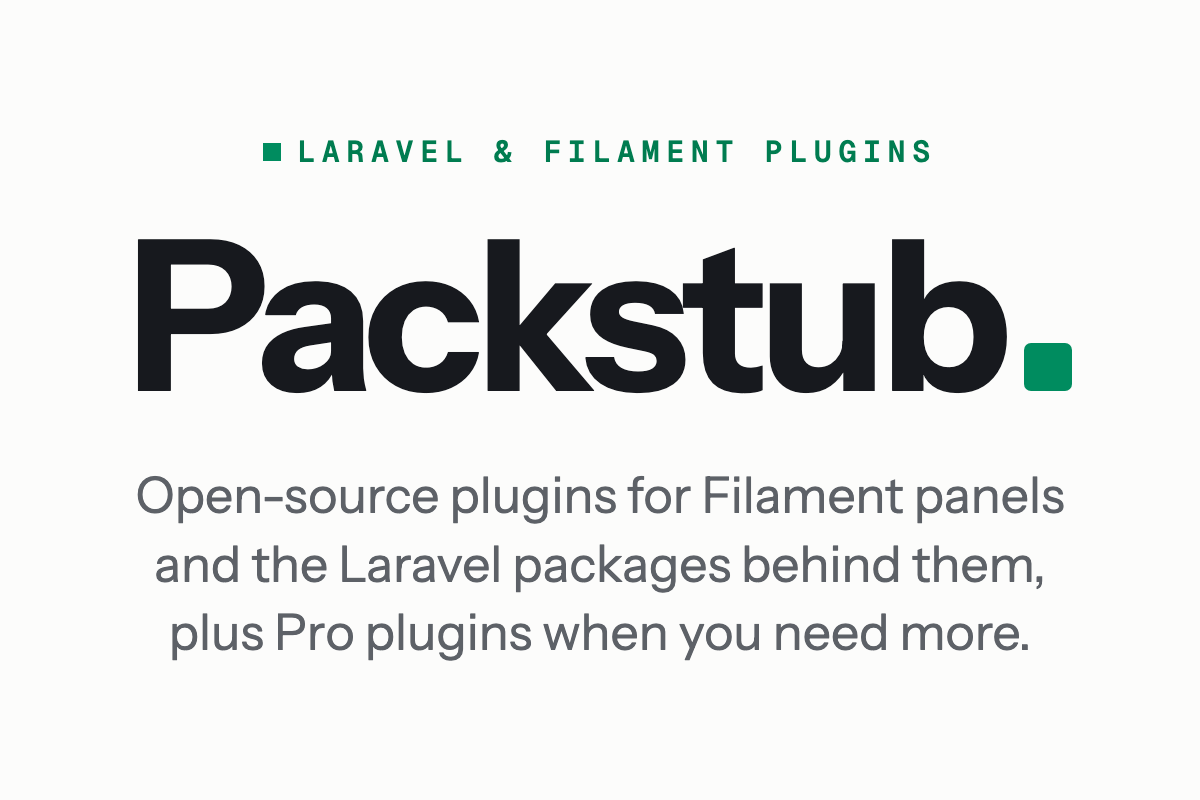 LARAVEL & FILAMENT PLUGINS
Packstub.
Open-source plugins for Filament panels
and the Laravel packages behind them,
plus Pro plugins when you need more.